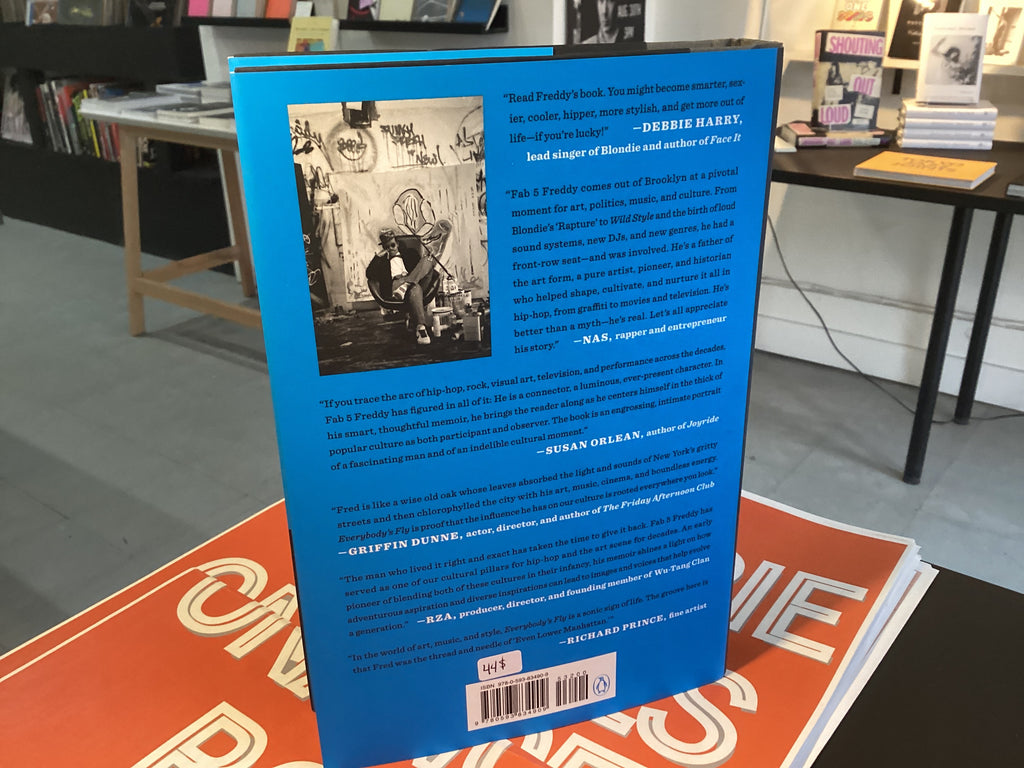 "Read Freddy's book. You might become smarter, sex-
ier, cooler, hipper, more stylish, and get more out of
life—if you're lucky!" —DEBBIE HARRY,
lead singer of Blondie and author of Face It
"Fab 5 Freddy comes out of Brooklyn at a pivotal
moment for art, politics, music, and culture. From
Blondie's 'Rapture' to Wild Style and the birth of loud
sound systems, new DJs, and new genres, he had a
front-row seat—and was involved. He's a father of
the art form, a pure artist, pioneer, and historian
who helped shape, cultivate, and nurture it all in
hip-hop, from graffiti to movies and television. He's
better than a myth—he's real. Let's all appreciate
his story." —NAS, rapper and entrepreneur
"If you trace the arc of hip-hop, rock, visual art, television, and performance across the decades,
Fab 5 Freddy has figured in all of it: He is a connector, a luminous, ever-present character. In
his smart, thoughtful memoir, he brings the reader along as he centers himself in the thick of
popular culture as both participant and observer. The book is an engrossing, intimate portrait
of a fascinating man and of an indelible cultural moment."
—SUSAN ORLEAN, author of Joyride
"Fred is like a wise old oak whose leaves absorbed the light and sounds of New York's gritty
streets and then chlorophylled the city with his art, music, cinema, and boundless energy.
Everybody's Fly is proof that the influence he has on our culture is rooted everywhere you look."
—GRIFFIN DUNNE, actor, director, and author of The Friday Afternoon Club
"The man who lived it right and exact has taken the time to give it back. Fab 5 Freddy has
served as one of our cultural pillars for hip-hop and the art scene for decades. An early
pioneer of blending both of these cultures in their infancy, his memoir shines a light on how
adventurous aspiration and diverse inspirations can lead to images and voices that help evolve
a generation." —RZA, producer, director, and founding member of Wu-Tang Clan
"In the world of art, music, and style, Everybody's Fly is a sonic sign of life. The groove here is
that Fred was the thread and needle of 'Even Lower Manhattan.'"
—RICHARD PRINCE, fine artist
44$
ISBN 978-0-593-83490-9
53200
9 780593 834909
SHOUTING
OUT
LOUD
AUG 30TH